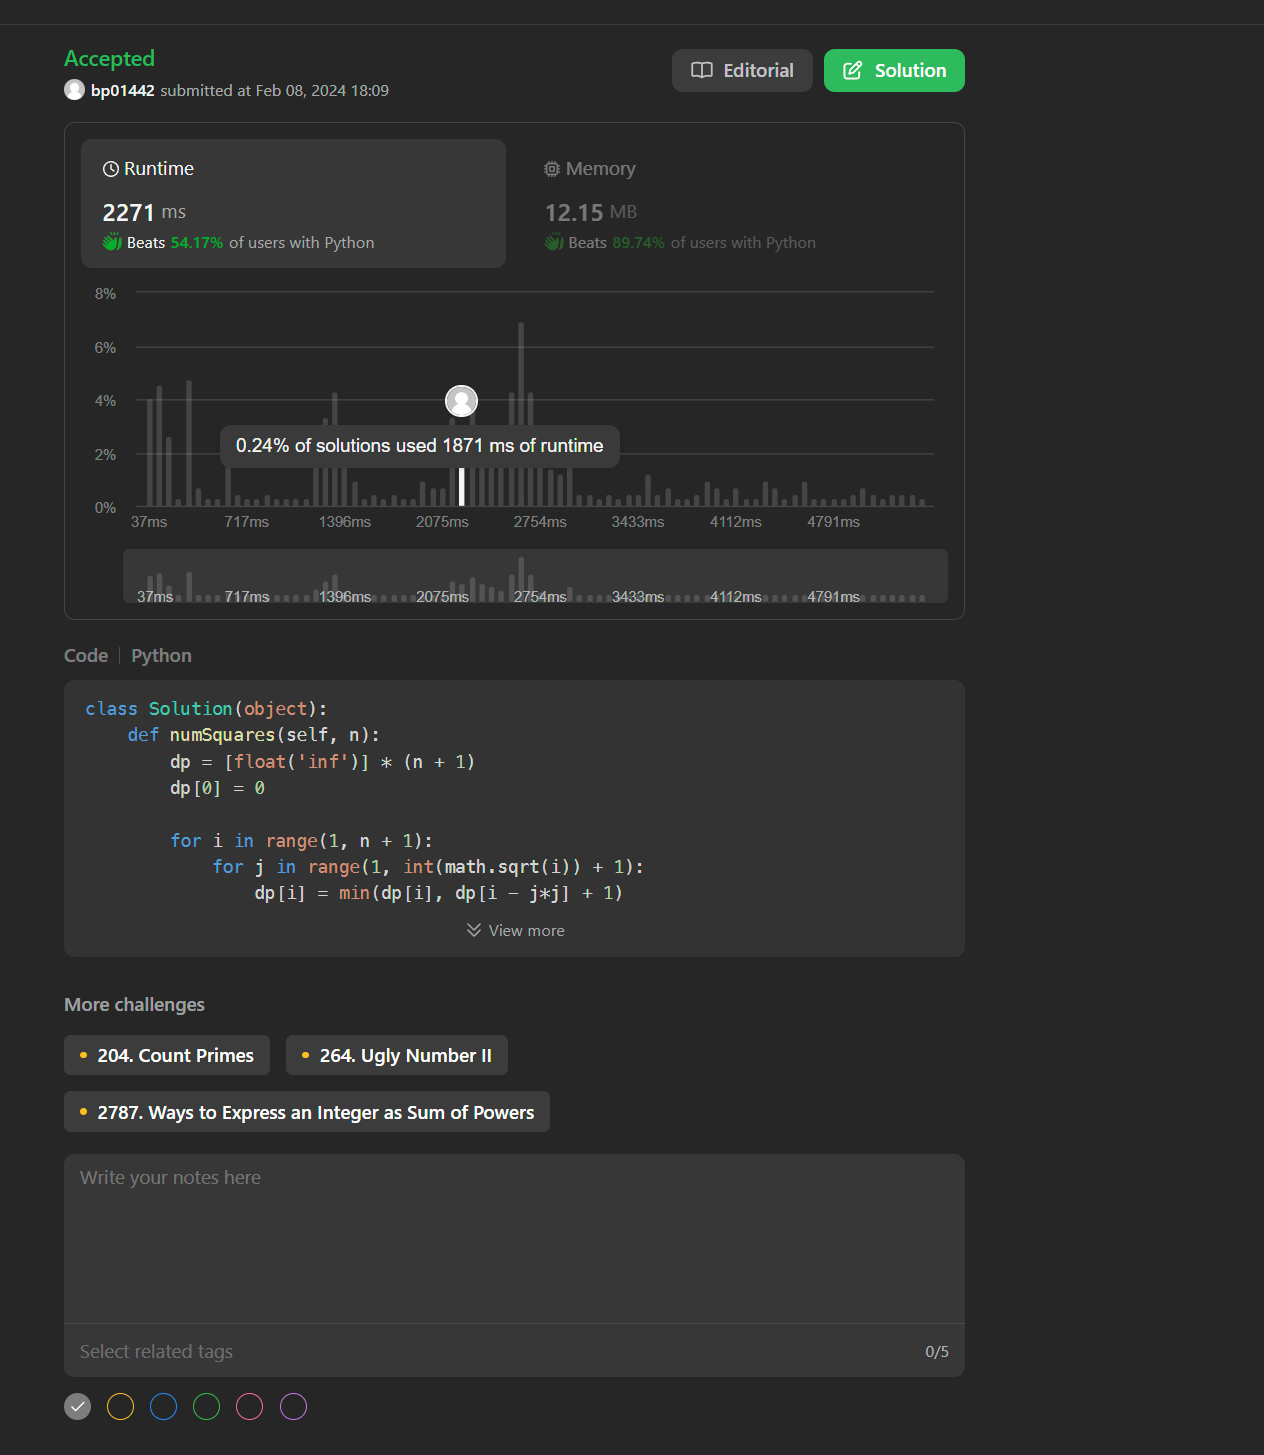 Accepted
bp01442 submitted at Feb 08, 2024 18:09
Editorial
Solution
Runtime
2271 ms
Beats 54.17% of users with Python
Memory
12.15 MB
Beats 89.74% of users with Python
8%
6%
4%
2%
0%
0.24% of solutions used 1871 ms of runtime
37ms 717ms 1396ms 2075ms 2754ms 3433ms 4112ms 4791ms
37ms 717ms 1396ms 2075ms 2754ms 3433ms 4112ms 4791ms
Code | Python
class Solution(object):
    def numSquares(self, n):
        dp = [float('inf')] * (n + 1)
        dp[0] = 0
        for i in range(1, n + 1):
            for j in range(1, int(math.sqrt(i)) + 1):
                dp[i] = min(dp[i], dp[i - j*j] + 1)
View more
More challenges
204. Count Primes
264. Ugly Number II
2787. Ways to Express an Integer as Sum of Powers
Write your notes here
Select related tags
0/5